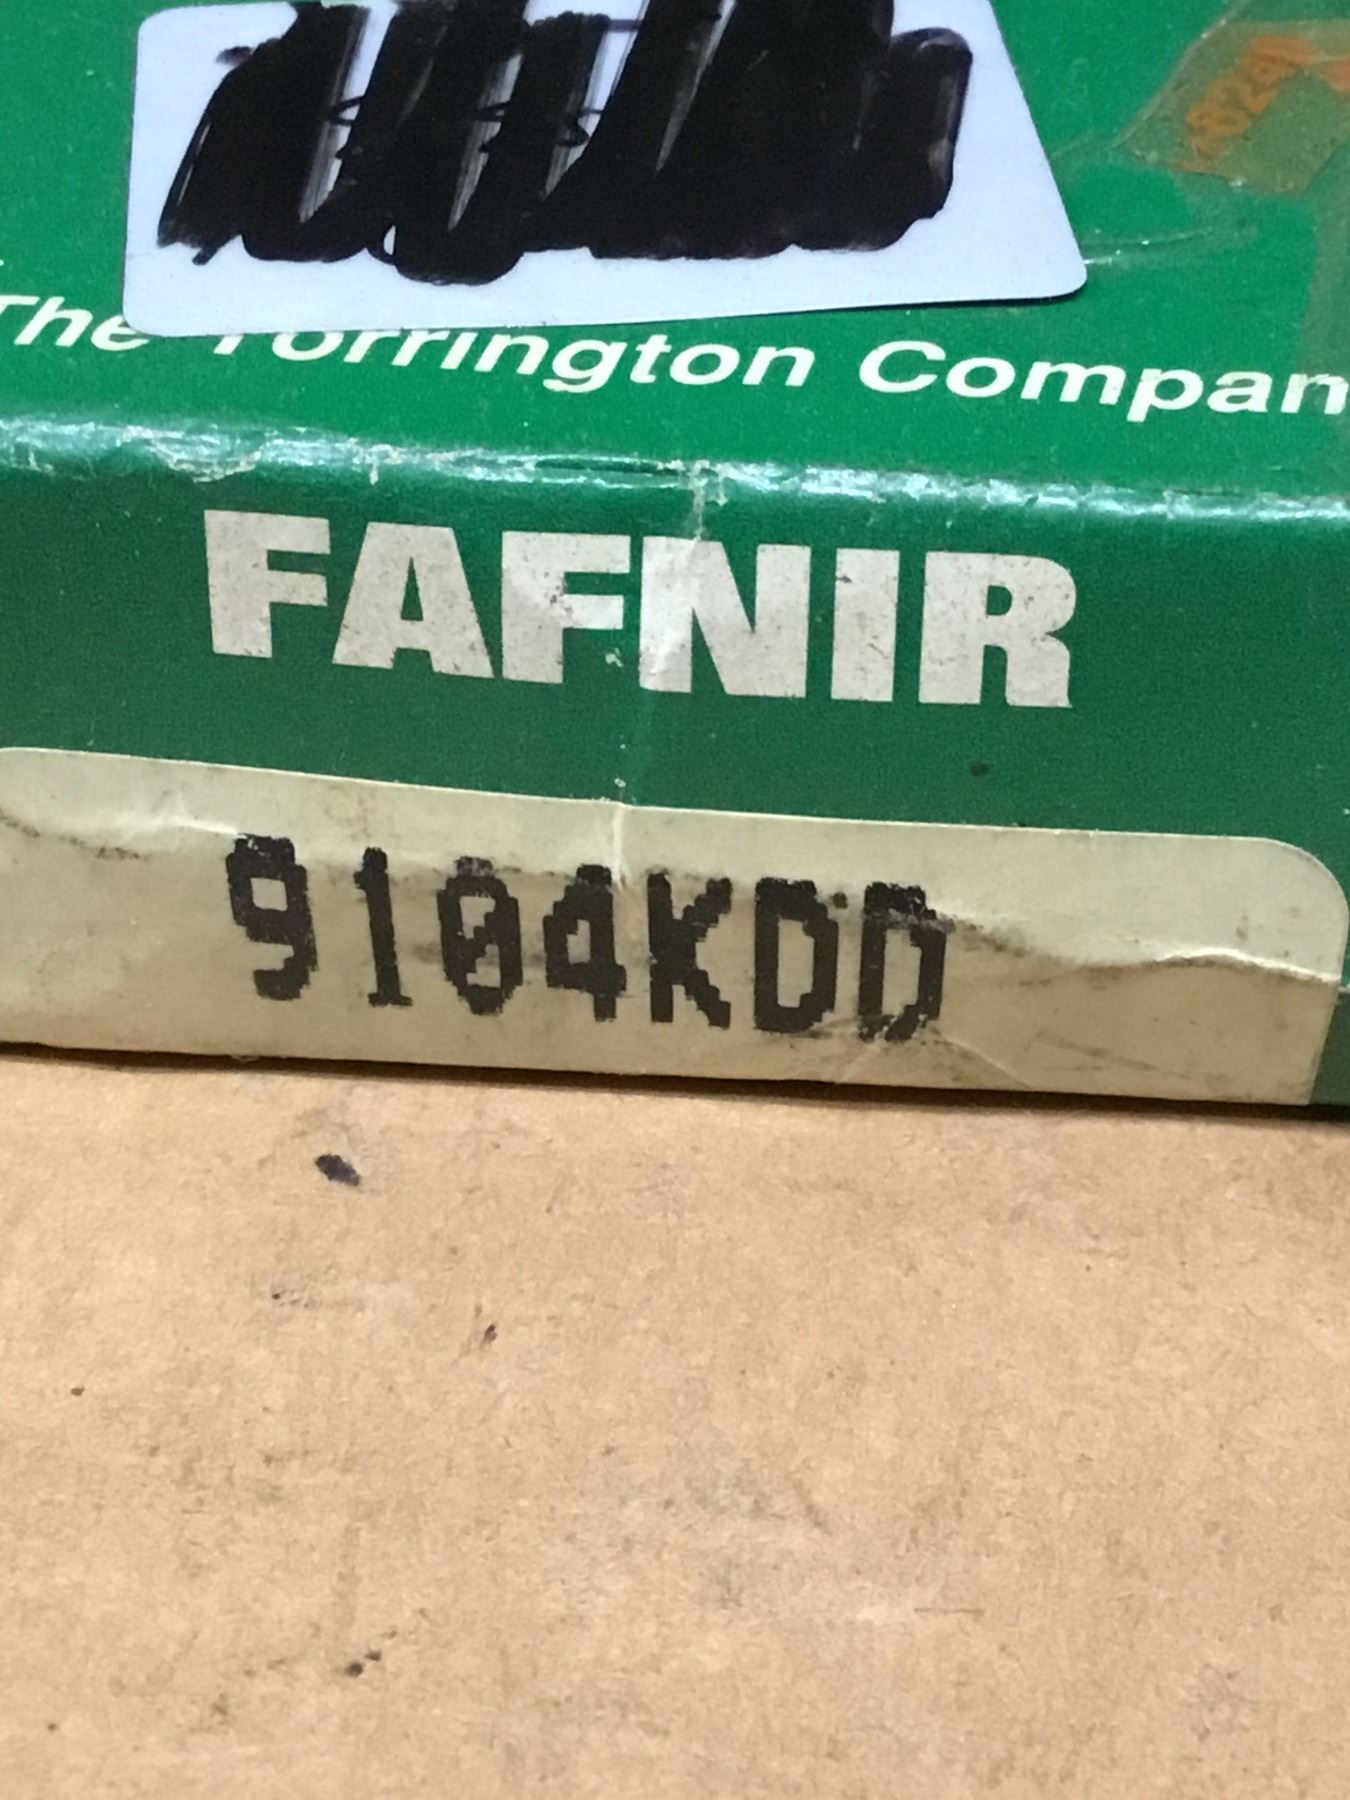 The Torrington Compan
FAFNIR
9104KDD